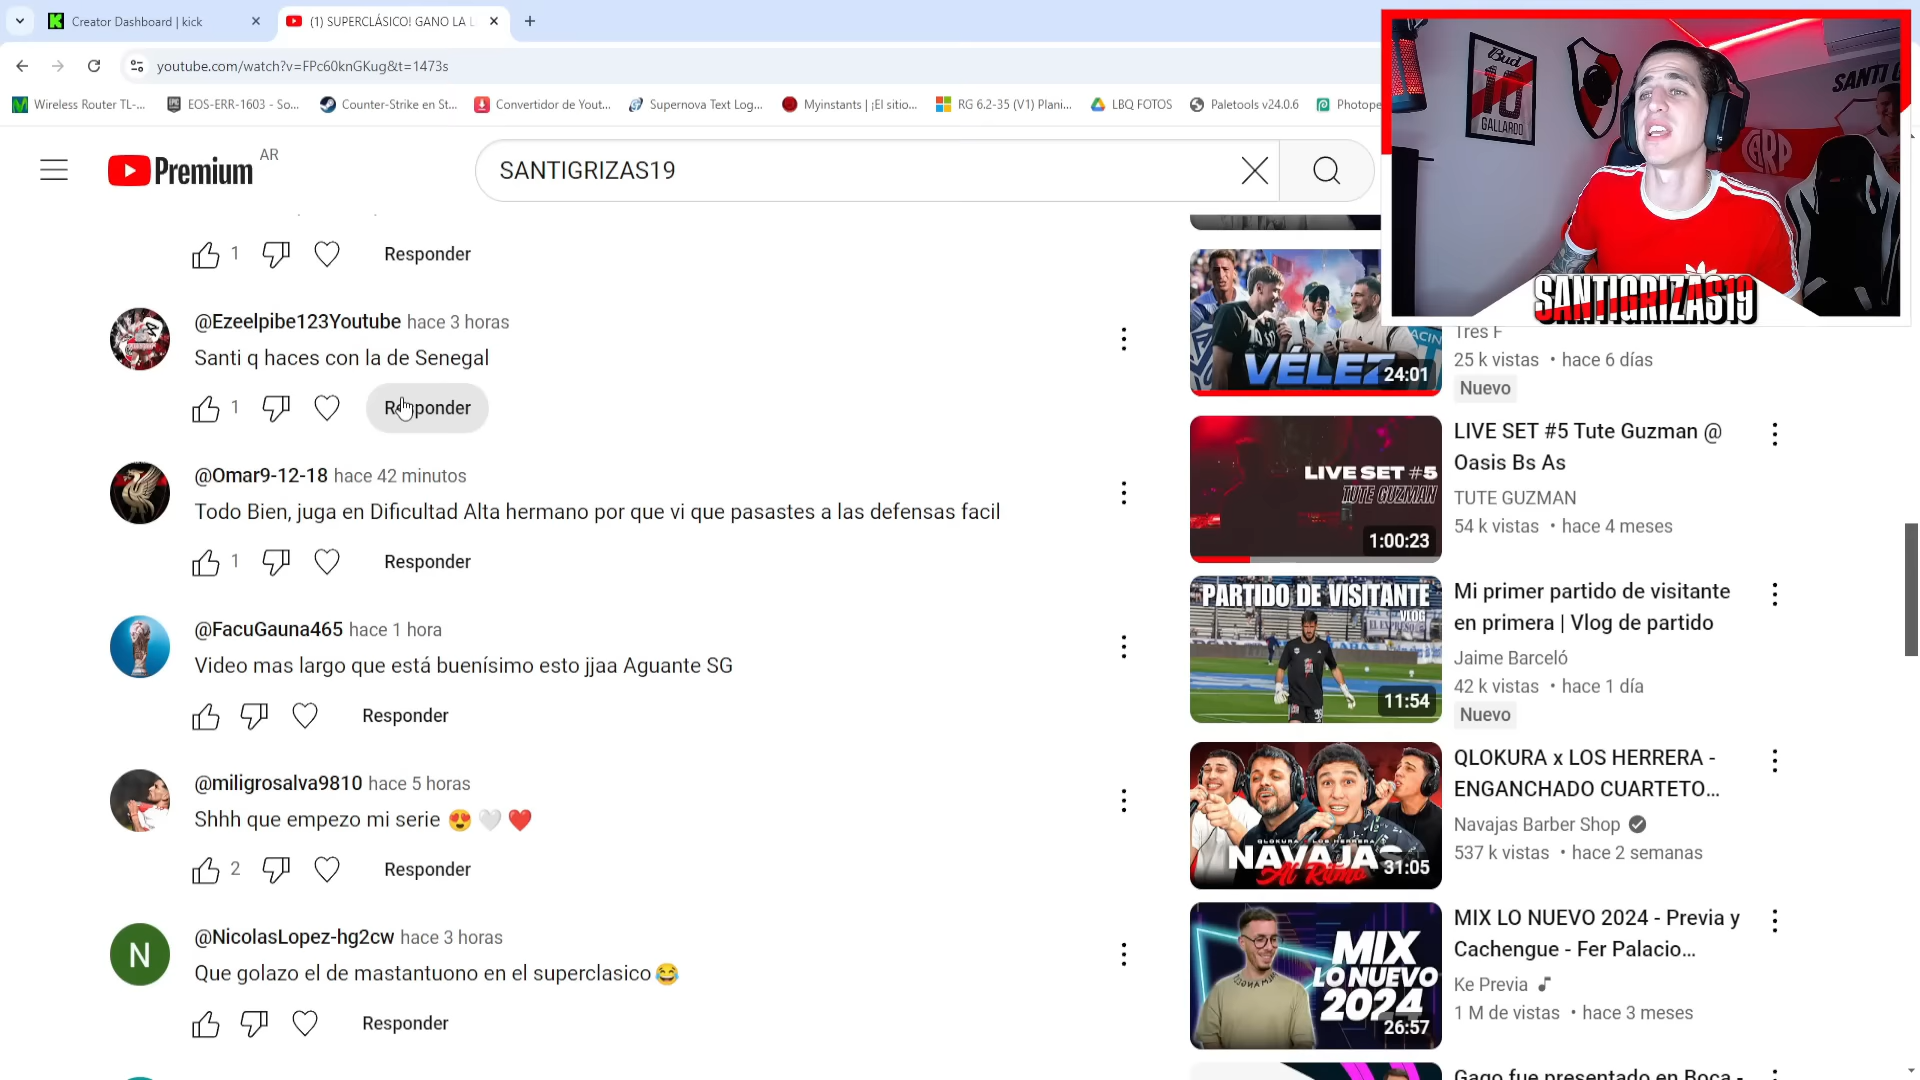 Creator Dashboard | kick
(1) SUPERCLÁSICO! GANO LA L
youtube.com/watch?v=FPc60knGKug&t=1473s
Wireless Router TL-...
EOS-ERR-1603 - So...
Counter-Strike en St...
Convertidor de Yout...
Supernova Text Log...
Myinstants | ¡El sitio...
RG 6.2-35 (V1) Plani...
LBQ FOTOS
Paletools v24.0.6
Photope
Premium
AR
SANTIGRIZAS19
1
Responder
@Ezeelpibe123Youtube hace 3 horas
Santi q haces con la de Senegal
1
Responder
@Omar9-12-18 hace 42 minutos
Todo Bien, juga en Dificultad Alta hermano por que vi que pasastes a las defensas facil
1
Responder
@FacuGauna465 hace 1 hora
Video mas largo que está buenísimo esto jjaa Aguante SG
Responder
@miligrosalva9810 hace 5 horas
Shhh que empezo mi serie 😍 🤍 ❤️
2
Responder
N
@NicolasLopez-hg2cw hace 3 horas
Que golazo el de mastantuono en el superclasico 😂
Responder
Bud
10
GALLARDO
SANTI G
CARP
SANTIGRIZAS19
VÉLEZ
24:01
Tres F
25 k vistas • hace 6 días
Nuevo
LIVE SET #5
TUTE GUZMAN
1:00:23
LIVE SET #5 Tute Guzman @
Oasis Bs As
TUTE GUZMAN
54 k vistas • hace 4 meses
PARTIDO DE VISITANTE
VLOG
11:54
Mi primer partido de visitante
en primera | Vlog de partido
Jaime Barceló
42 k vistas • hace 1 día
Nuevo
QLOKURA LOS HERRERA
NAVAJAS
Al Ritmo
31:05
QLOKURA x LOS HERRERA -
ENGANCHADO CUARTETO...
Navajas Barber Shop
537 k vistas • hace 2 semanas
MIX
LO NUEVO
2024
26:57
MIX LO NUEVO 2024 - Previa y
Cachengue - Fer Palacio...
Ke Previa
1 M de vistas • hace 3 meses
Gago fue presentado en Boca -